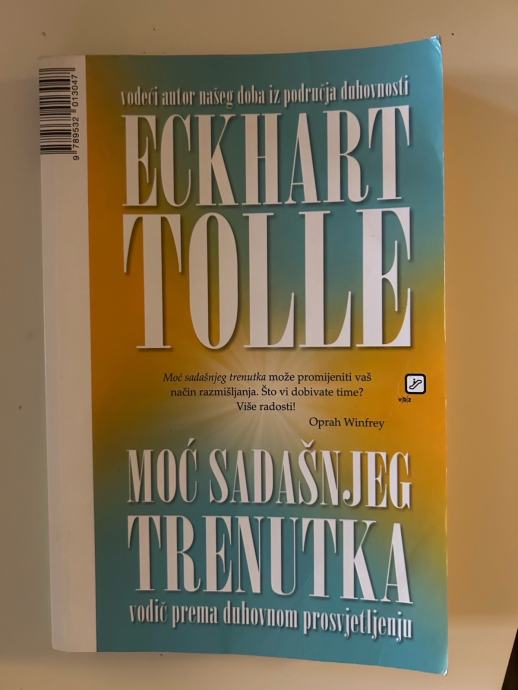 vodeći autor našeg doba iz područja duhovnosti
ECKHART
TOLLE
Moć sadašnjeg trenutka može promijeniti vaš
način razmišljanja. Što vi dobivate time?
Više radosti!
Oprah Winfrey
v|b|z
MOĆ SADAŠNJEG
TRENUTKA
vodič prema duhovnom prosvjetljenju
9 789532 013047